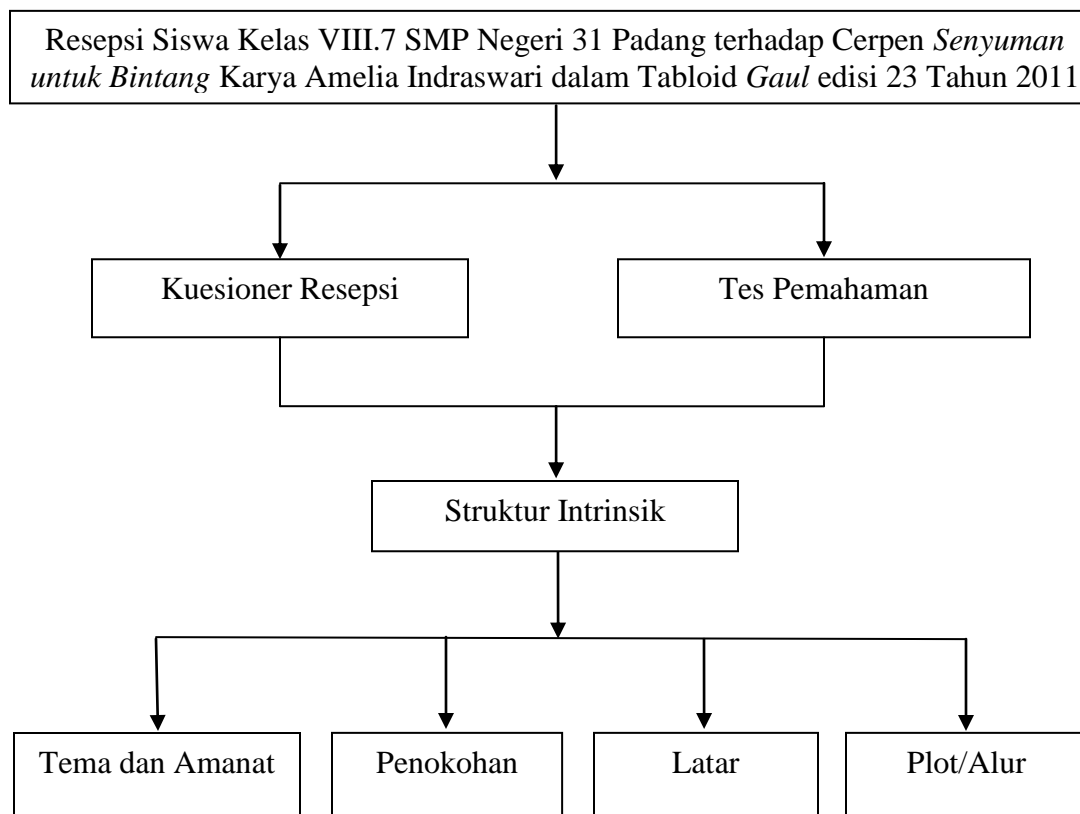 Resepsi Siswa Kelas VIII.7 SMP Negeri 31 Padang terhadap Cerpen Senyuman
untuk Bintang Karya Amelia Indraswari dalam Tabloid Gaul edisi 23 Tahun 2011
Kuesioner Resepsi
Tes Pemahaman
Struktur Intrinsik
Tema dan Amanat
Penokohan
Latar
Plot/Alur